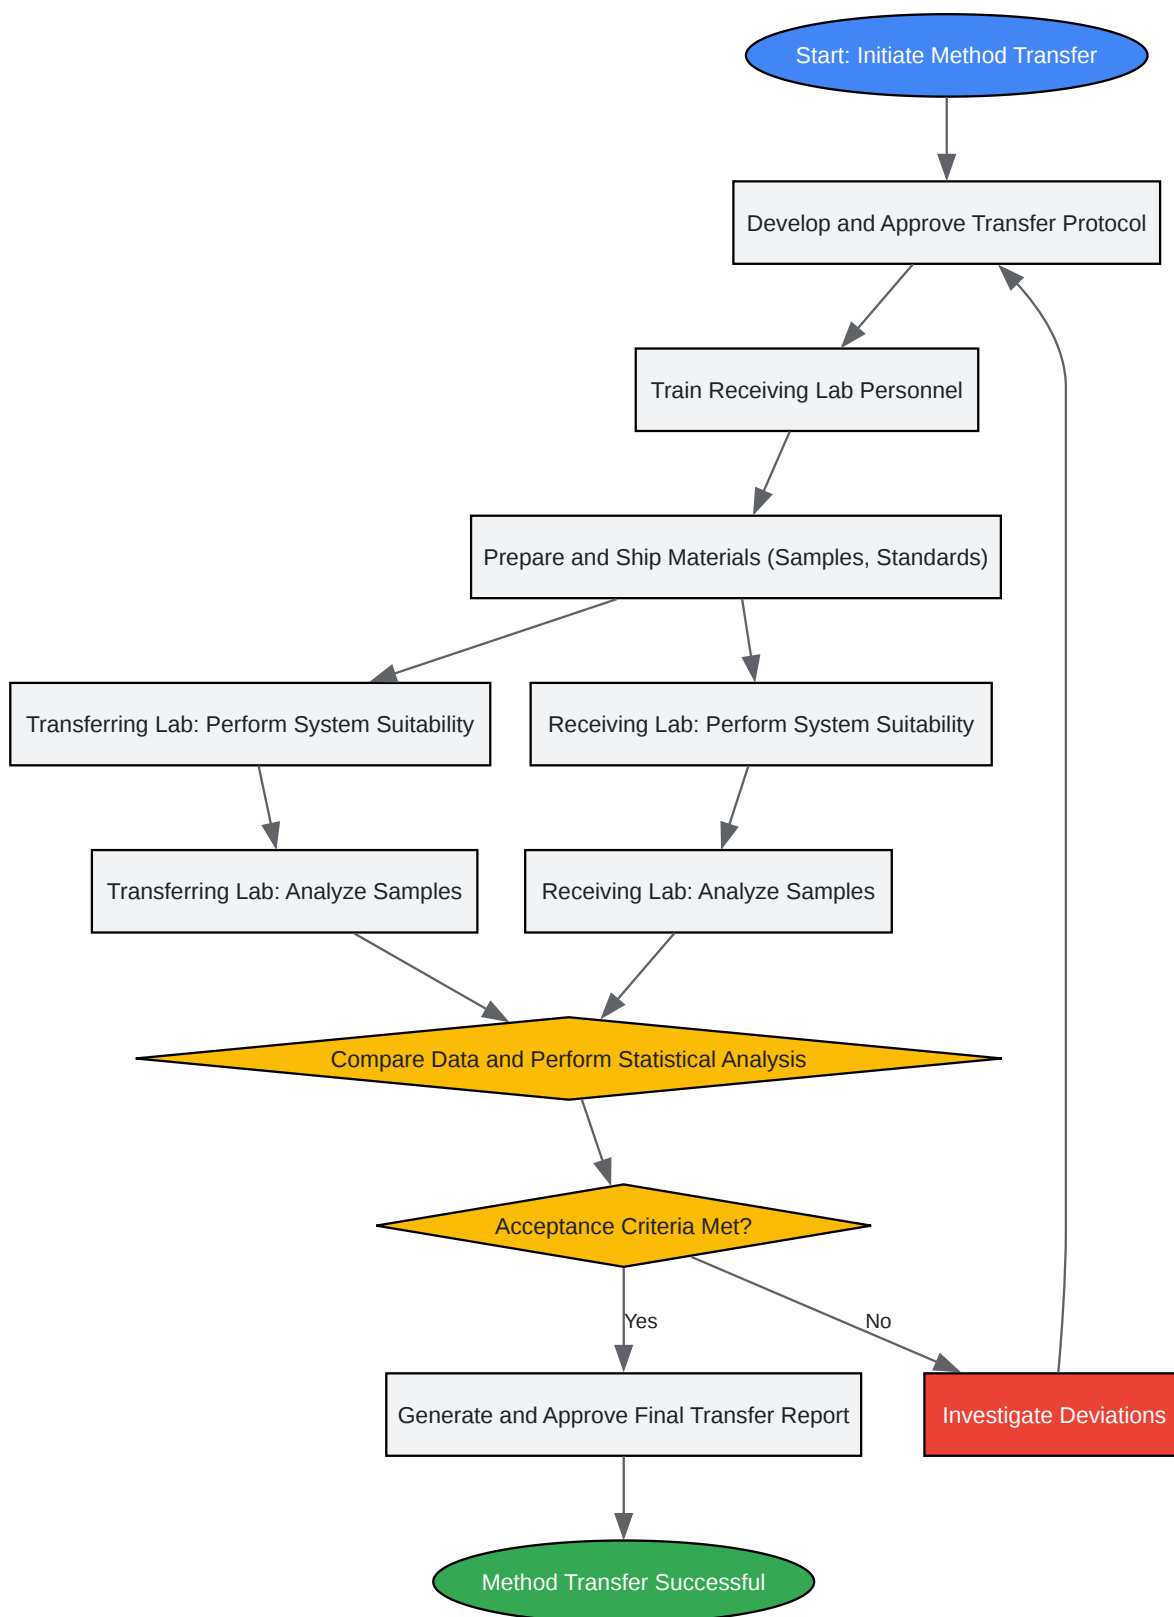 Start: Initiate Method Transfer
Develop and Approve Transfer Protocol
Train Receiving Lab Personnel
Prepare and Ship Materials (Samples, Standards)
Transferring Lab: Perform System Suitability
Receiving Lab: Perform System Suitability
Transferring Lab: Analyze Samples
Receiving Lab: Analyze Samples
Compare Data and Perform Statistical Analysis
Acceptance Criteria Met?
Yes
No
Generate and Approve Final Transfer Report
Investigate Deviations
Method Transfer Successful